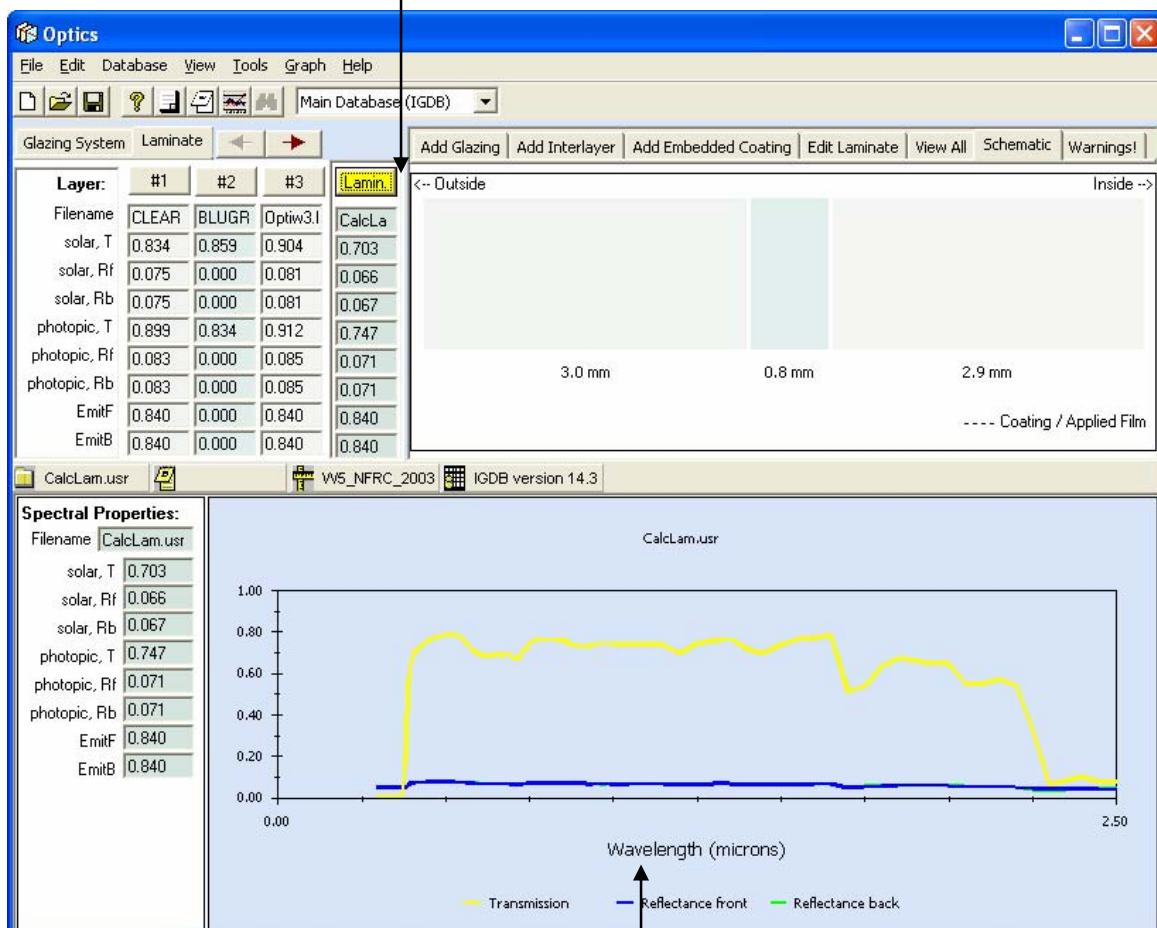 Optics
File Edit Database View Tools Graph Help
Main Database (IGDB)
Glazing System Laminate
Add Glazing Add Interlayer Add Embedded Coating Edit Laminate View All Schematic Warnings!
Layer: #1 #2 #3 Lamin.
<-- Outside Inside -->
Filename CLEAR BLUGR Optiw3.l CalcLa
solar, T 0.834 0.859 0.904 0.703
solar, Rf 0.075 0.000 0.081 0.066
solar, Rb 0.075 0.000 0.081 0.067
photopic, T 0.899 0.834 0.912 0.747
photopic, Rf 0.083 0.000 0.085 0.071
photopic, Rb 0.083 0.000 0.085 0.071
EmitF 0.840 0.000 0.840 0.840
EmitB 0.840 0.000 0.840 0.840
3.0 mm 0.8 mm 2.9 mm
---- Coating / Applied Film
CalcLam.usr W5_NFRC_2003 IGDB version 14.3
Spectral Properties:
Filename CalcLam.usr
solar, T 0.703
solar, Rf 0.066
solar, Rb 0.067
photopic, T 0.747
photopic, Rf 0.071
photopic, Rb 0.071
EmitF 0.840
EmitB 0.840
CalcLam.usr
1.00
0.80
0.60
0.40
0.20
0.00
0.00 2.50
Wavelength (microns)
Transmission Reflectance front Reflectance back